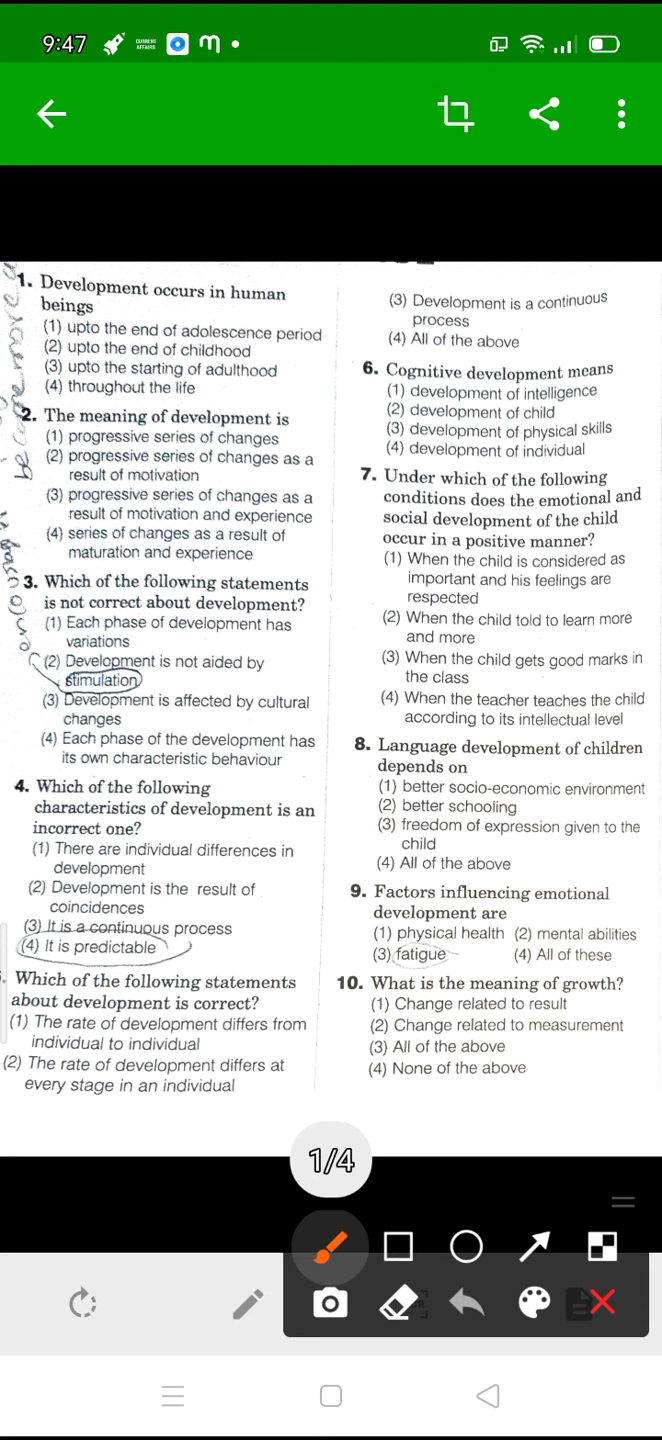 9:47
CURRENT
AFFAIRS
m
1. Development occurs in human
beings
(1) upto the end of adolescence period
(2) upto the end of childhood
(3) upto the starting of adulthood
(4) throughout the life
2. The meaning of development is
(1) progressive series of changes
(2) progressive series of changes as a
result of motivation
(3) progressive series of changes as a
result of motivation and experience
(4) series of changes as a result of
maturation and experience
3. Which of the following statements
is not correct about development?
(1) Each phase of development has
variations
(2) Development is not aided by
stimulation
(3) Development is affected by cultural
changes
(4) Each phase of the development has
its own characteristic behaviour
4. Which of the following
characteristics of development is an
incorrect one?
(1) There are individual differences in
development
(2) Development is the result of
coincidences
(3) It is a continuous process
(4) It is predictable
. Which of the following statements
about development is correct?
(1) The rate of development differs from
individual to individual
(2) The rate of development differs at
every stage in an individual
(3) Development is a continuous
process
(4) All of the above
6. Cognitive development means
(1) development of intelligence
(2) development of child
(3) development of physical skills
(4) development of individual
7. Under which of the following
conditions does the emotional and
social development of the child
occur in a positive manner?
(1) When the child is considered as
important and his feelings are
respected
(2) When the child told to learn more
and more
(3) When the child gets good marks in
the class
(4) When the teacher teaches the child
according to its intellectual level
8. Language development of children
depends on
(1) better socio-economic environment
(2) better schooling
(3) freedom of expression given to the
child
(4) All of the above
9. Factors influencing emotional
development are
(1) physical health (2) mental abilities
(3) fatigue (4) All of these
10. What is the meaning of growth?
(1) Change related to result
(2) Change related to measurement
(3) All of the above
(4) None of the above
1/4